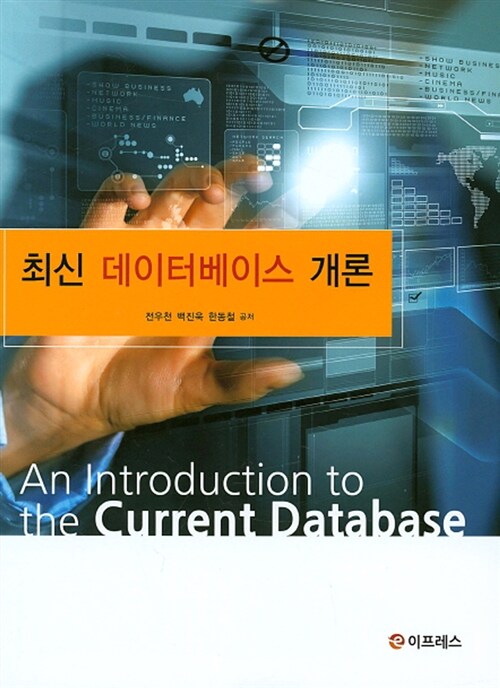 -SHOW BUSINESS
-NETWORK
-MUSIC
-CINEMA
-BUSINESS/FINANCE
-WORLD NEWS
-SHOW BUSINESS
-NETWORK
-MUSIC
-CINEMA
-BUSINESS/FINANCE
-WORLD NEWS
NETWORK SEARCH
최신 데이터베이스 개론
전우천 백진욱 한동철 공저
An Introduction to
the Current Database
e 이프레스